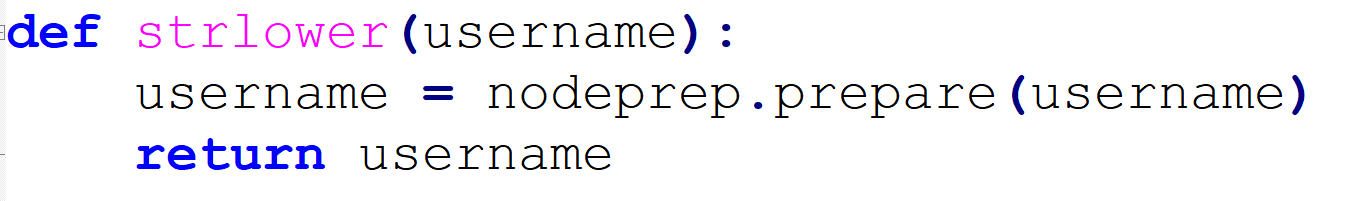 def strlower(username):
    username = nodeprep.prepare(username)
    return username